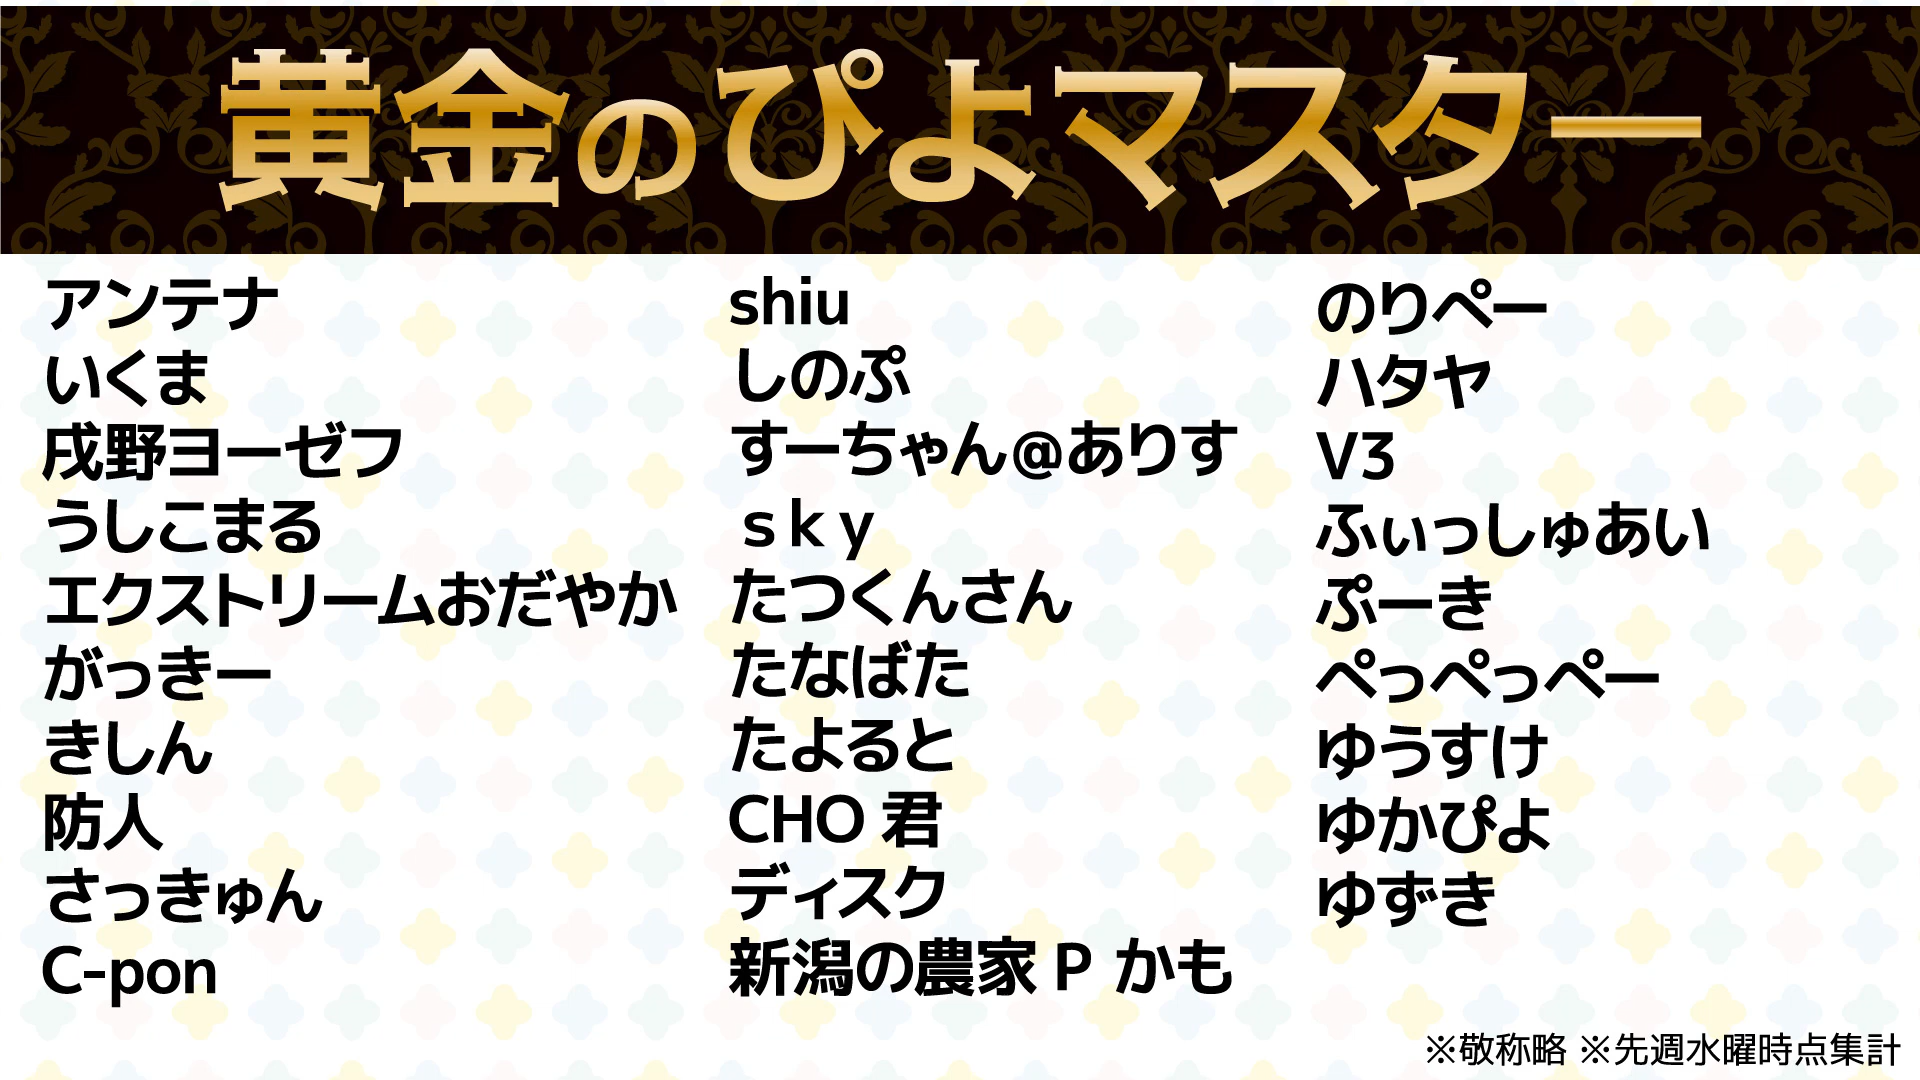 黄金のぴよマスター
アンテナ
いくま
戌野ヨーゼフ
うしこまる
エクストリームおだやか
がっきー
きしん
防人
さっきゅん
C-pon
shiu
しのぷ
すーちゃん@ありす
ｓｋｙ
たつくんさん
たなばた
たよると
CHO 君
ディスク
新潟の農家 P かも
のりぺー
ハタヤ
V3
ふぃっしゅあい
ぷーき
ぺっぺっぺー
ゆうすけ
ゆかぴよ
ゆずき
※敬称略 ※先週水曜時点集計